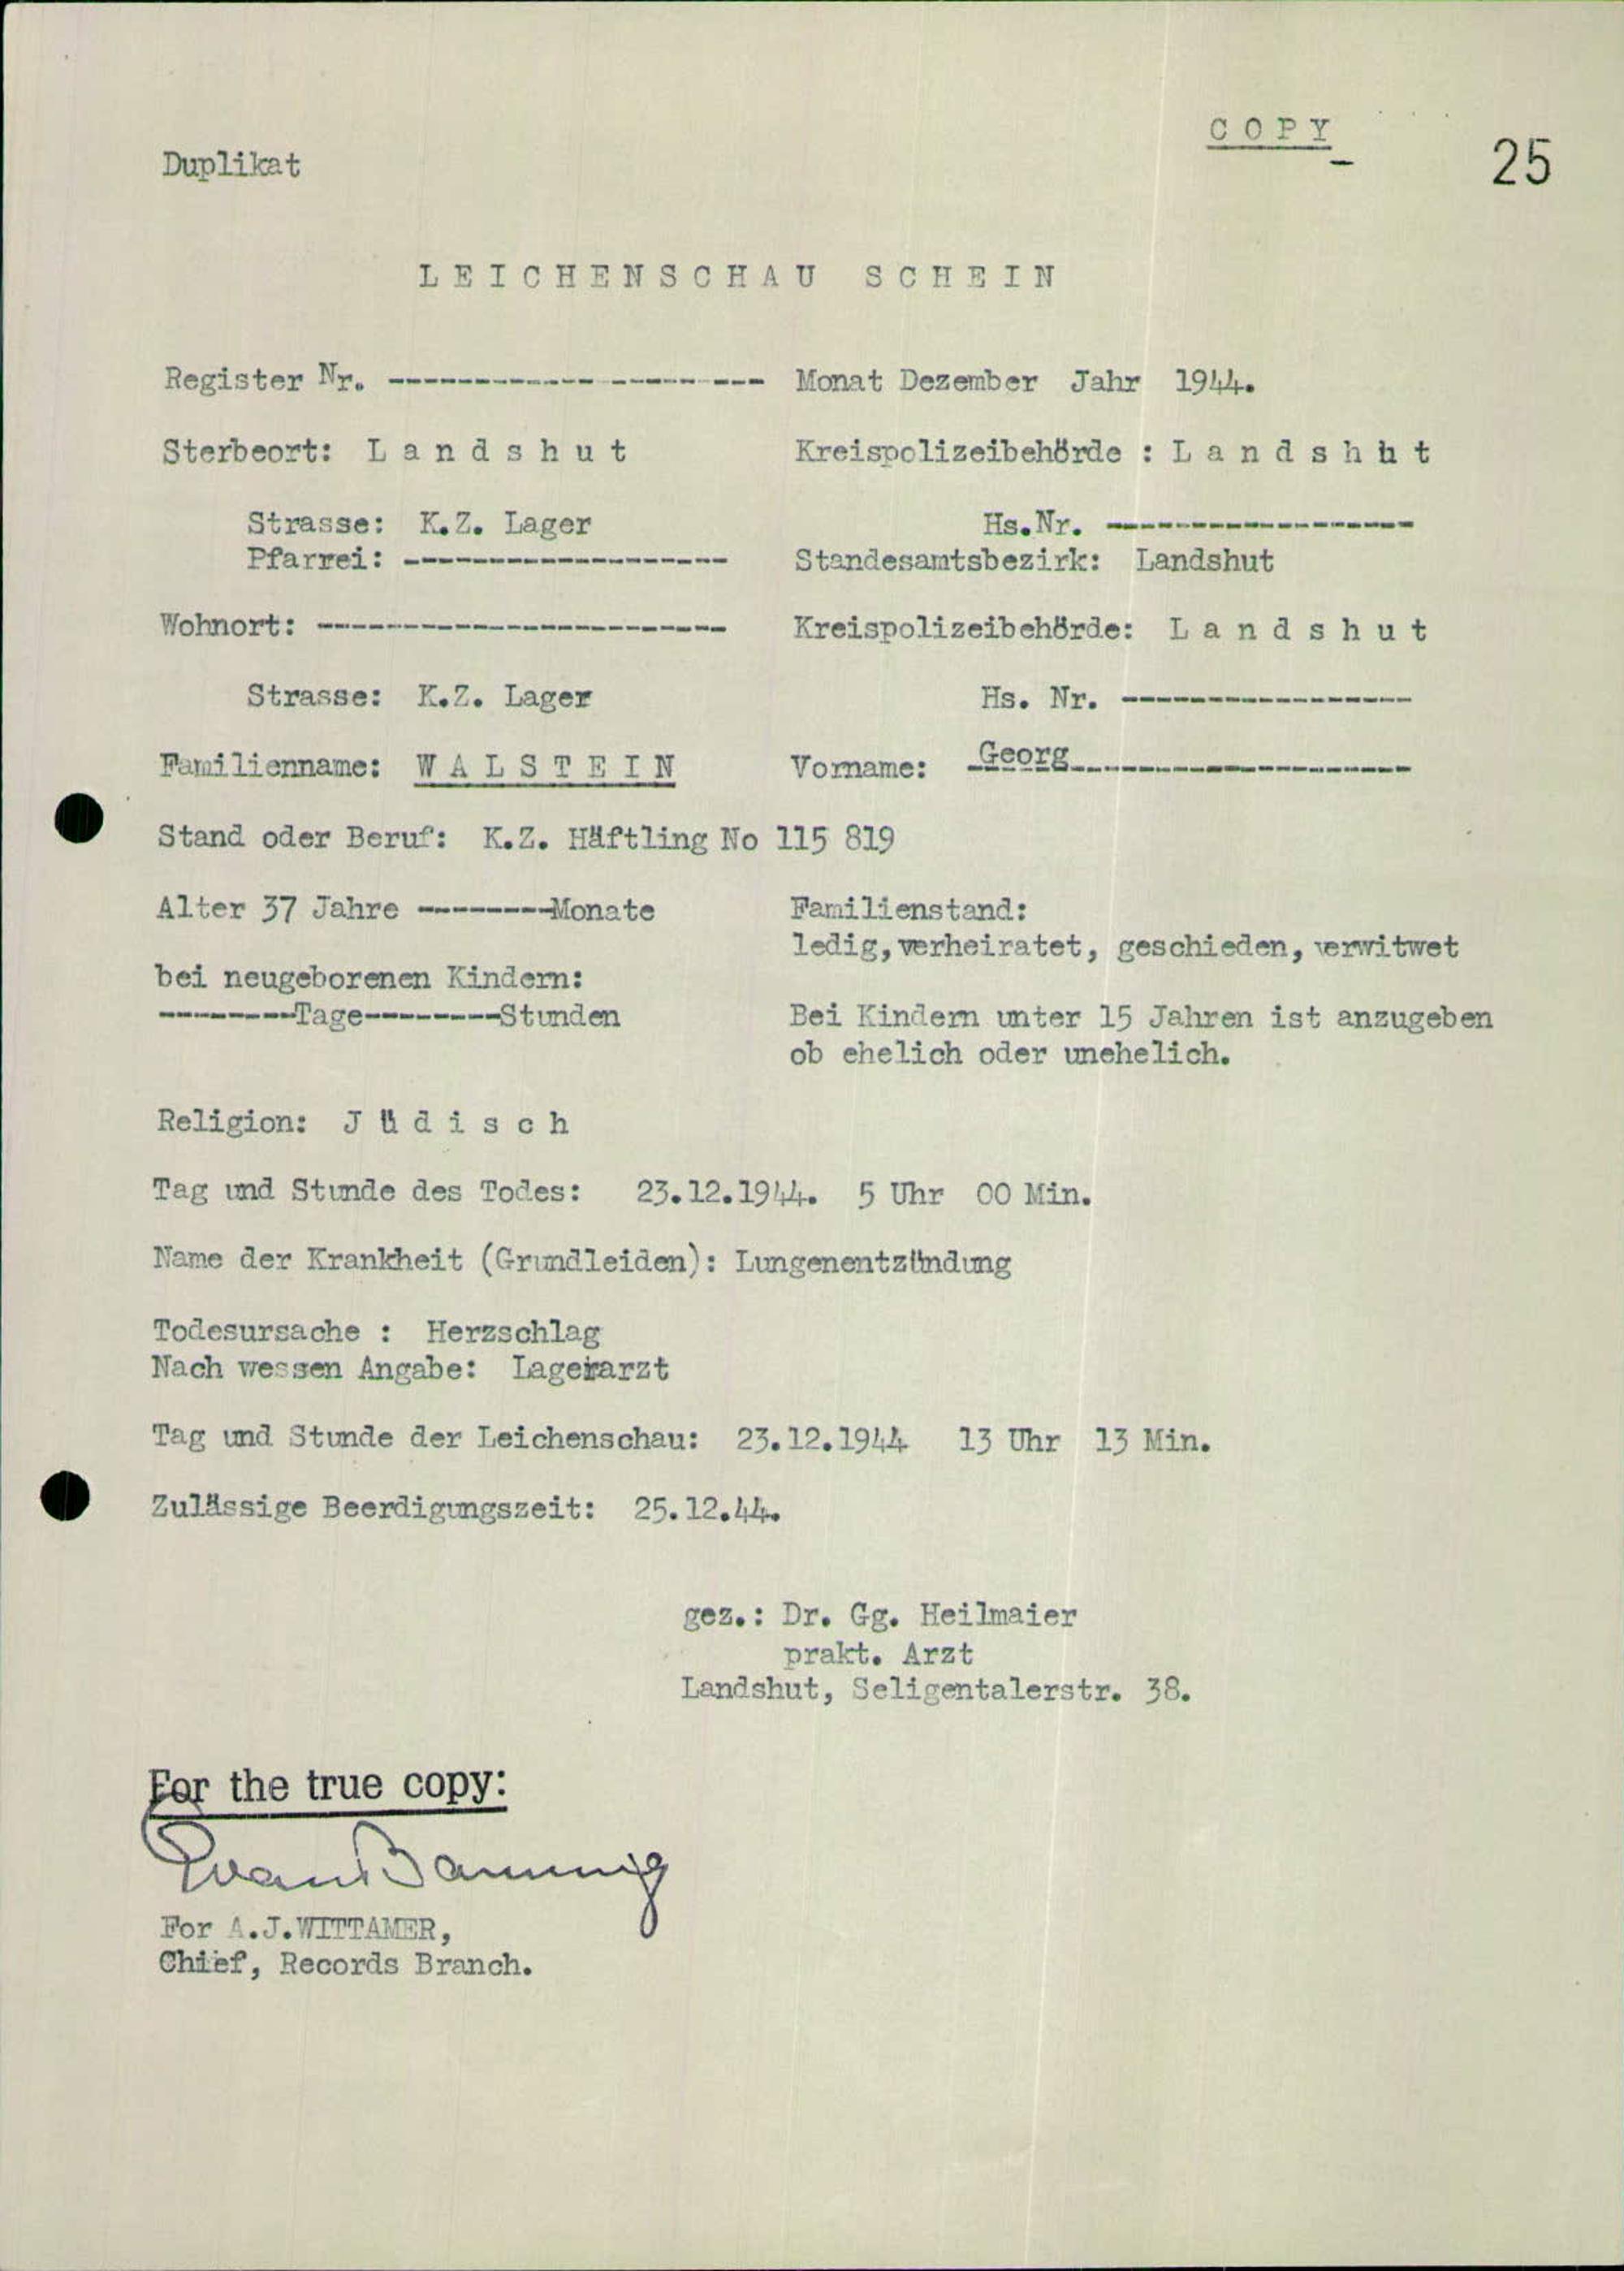 COPY
25
Duplikat
LEICHENSCHAU SCHEIN
Register Nr. ---------------------- Monat Dezember Jahr 1944.
Sterbeort: Landshut Kreispolizeibehörde : Landshut
Strasse: K.Z. Lager Hs.Nr. ------------------
Pfarrei: ------------------- Standesamtsbezirk: Landshut
Wohnort: ------------------------ Kreispolizeibehörde: Landshut
Strasse: K.Z. Lager Hs. Nr. -----------------
Familienname: WALSTEIN Vorname: Georg--------------------
Stand oder Beruf: K.Z. Häftling No 115 819
Alter 37 Jahre --------Monate Familienstand:
ledig, verheiratet, geschieden, verwitwet
bei neugeborenen Kindern:
--------Tage--------Stunden Bei Kindern unter 15 Jahren ist anzugeben
ob ehelich oder unehelich.
Religion: Jüdisch
Tag und Stunde des Todes: 23.12.1944. 5 Uhr 00 Min.
Name der Krankheit (Grundleiden): Lungenentzündung
Todesursache : Herzschlag
Nach wessen Angabe: Lagerarzt
Tag und Stunde der Leichenschau: 23.12.1944 13 Uhr 13 Min.
Zulässige Beerdigungszeit: 25.12.44.
gez.: Dr. Gg. Heilmaier
prakt. Arzt
Landshut, Seligentalerstr. 38.
For the true copy:
For A.J.WITTAMER,
Chief, Records Branch.